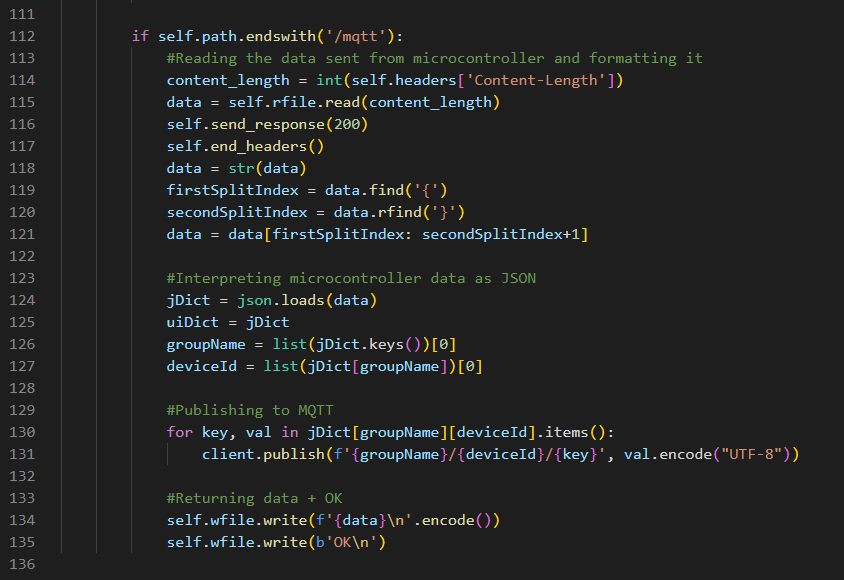 111
112 if self.path.endswith('/mqtt'):
113 #Reading the data sent from microcontroller and formatting it
114 content_length = int(self.headers['Content-Length'])
115 data = self.rfile.read(content_length)
116 self.send_response(200)
117 self.end_headers()
118 data = str(data)
119 firstSplitIndex = data.find('{')
120 secondSplitIndex = data.rfind('}')
121 data = data[firstSplitIndex: secondSplitIndex+1]
122
123 #Interpreting microcontroller data as JSON
124 jDict = json.loads(data)
125 uiDict = jDict
126 groupName = list(jDict.keys())[0]
127 deviceId = list(jDict[groupName])[0]
128
129 #Publishing to MQTT
130 for key, val in jDict[groupName][deviceId].items():
131 client.publish(f'{groupName}/{deviceId}/{key}', val.encode("UTF-8"))
132
133 #Returning data + OK
134 self.wfile.write(f'{data}\n'.encode())
135 self.wfile.write(b'OK\n')
136